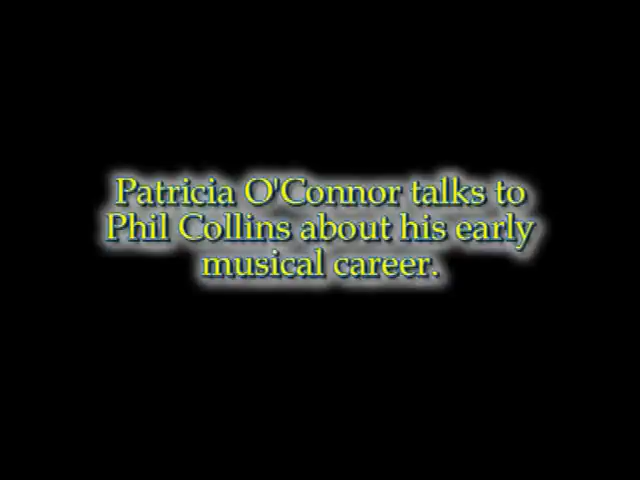 Patricia O'Connor talks to
Phil Collins about his early
musical career.